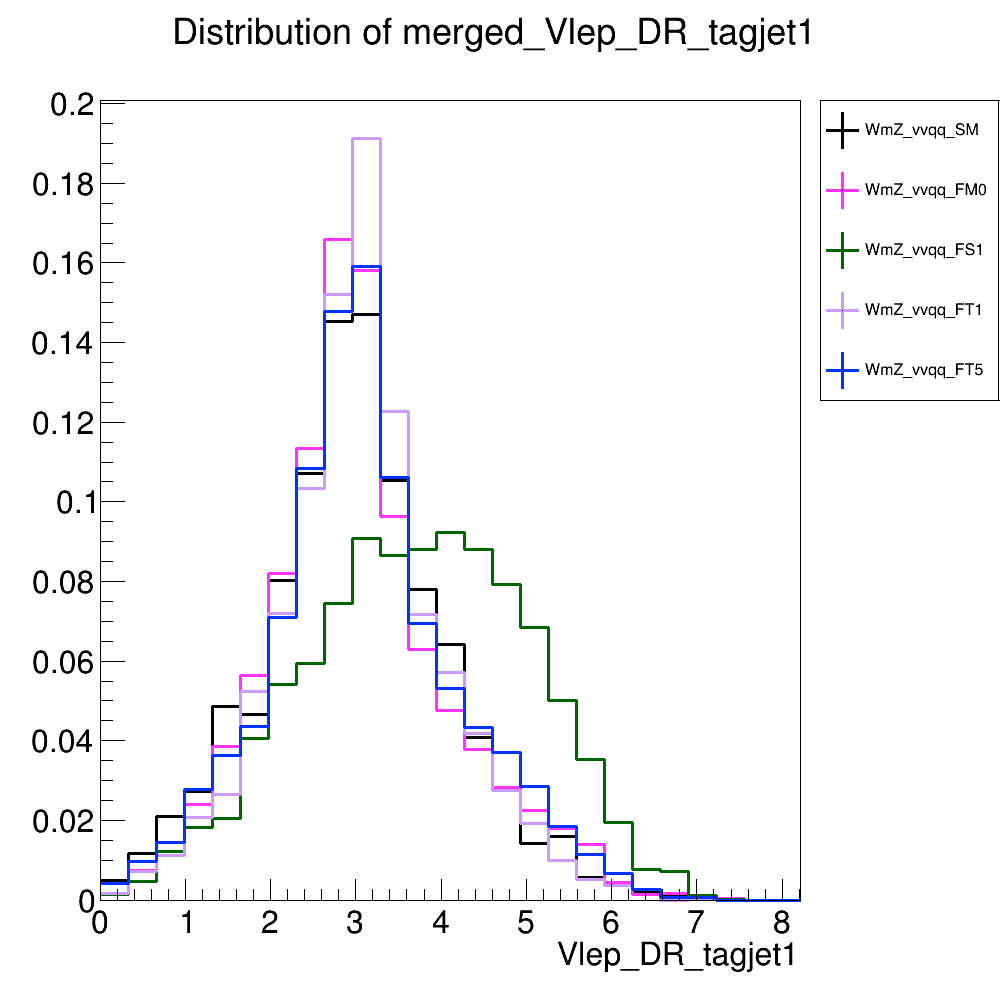 Distribution of merged_Vlep_DR_tagjet1
0.2
0.18
0.16
0.14
0.12
0.1
0.08
0.06
0.04
0.02
0
0 1 2 3 4 5 6 7 8
Vlep_DR_tagjet1
WmZ_vvqq_SM
WmZ_vvqq_FM0
WmZ_vvqq_FS1
WmZ_vvqq_FT1
WmZ_vvqq_FT5